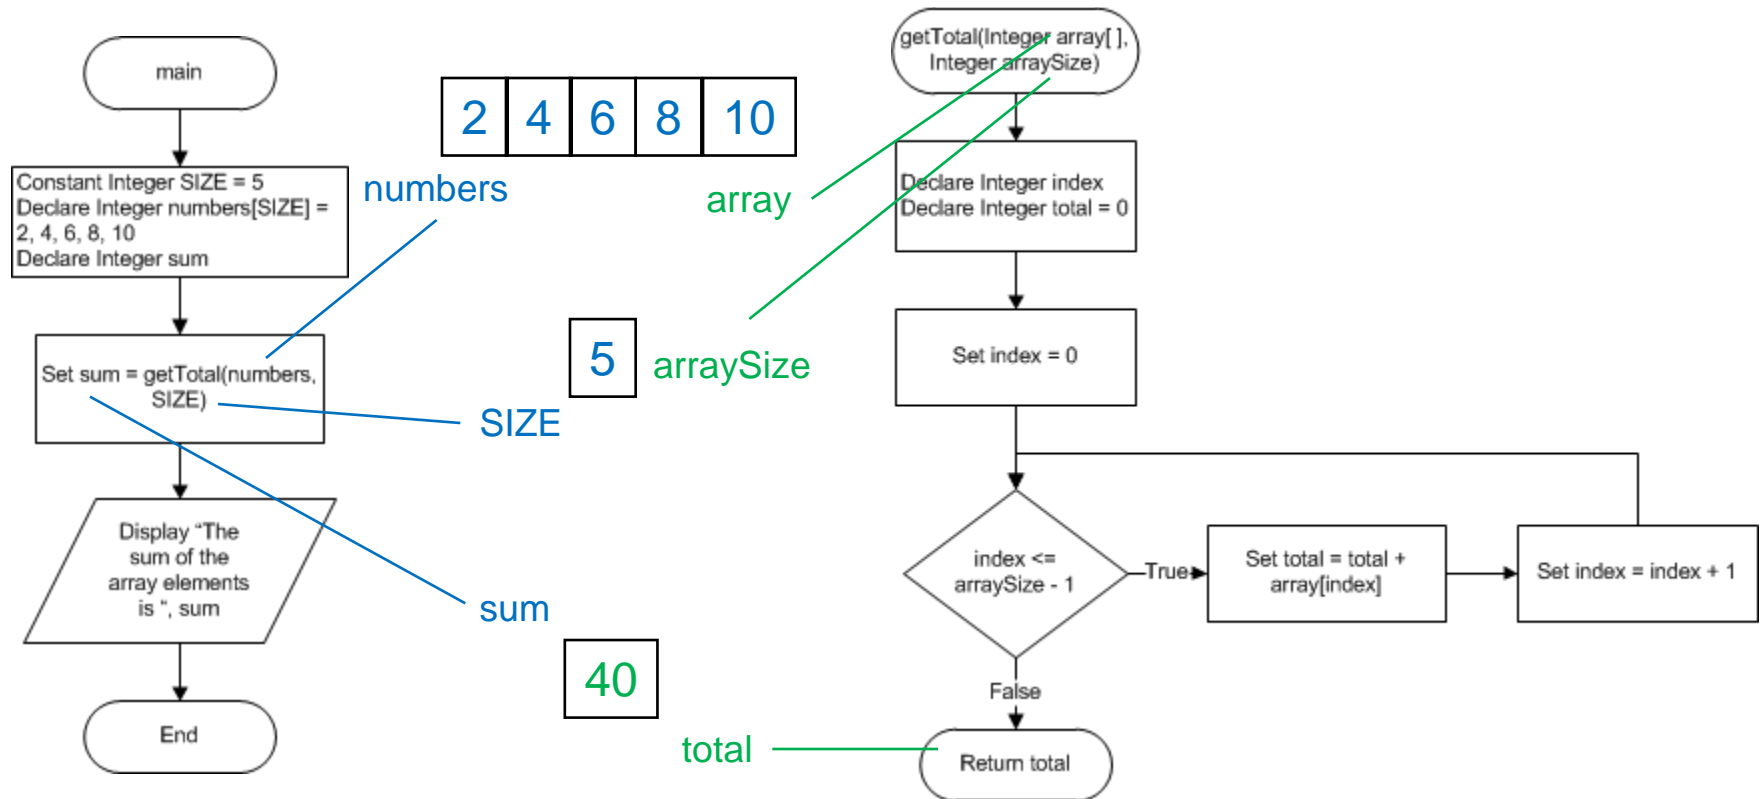 main
Constant Integer SIZE = 5
Declare Integer numbers[SIZE] =
2, 4, 6, 8, 10
Declare Integer sum
Set sum = getTotal(numbers,
SIZE)
Display “The
sum of the
array elements
is “, sum
End
2 4 6 8 10
numbers
array
5
arraySize
SIZE
sum
40
total
getTotal(Integer array[ ],
Integer arraySize)
Declare Integer index
Declare Integer total = 0
Set index = 0
index <=
arraySize - 1
True
Set total = total +
array[index]
Set index = index + 1
False
Return total